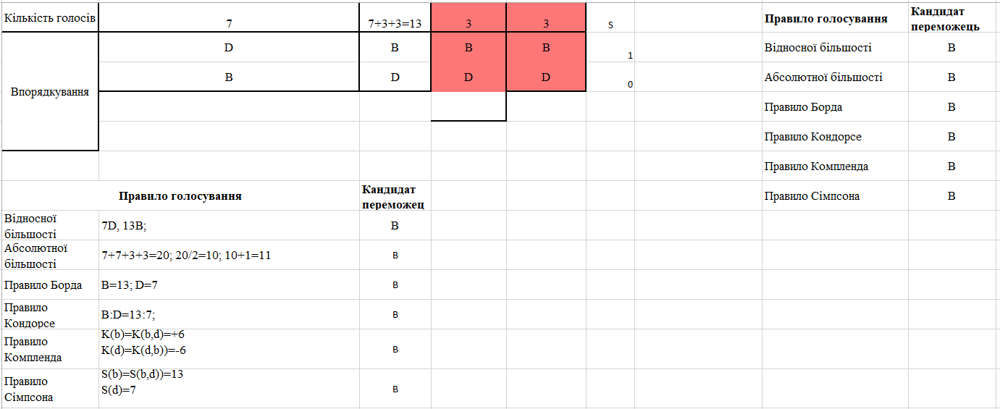 Кількість голосів 7 7+3+3=13 3 3 S
Впорядкування
D B B B 1
B D D D 0
Правило голосування Кандидат переможець
Відносної більшості B
Абсолютної більшості B
Правило Борда B
Правило Кондорсе B
Правило Компленда B
Правило Сімпсона B
Правило голосування Кандидат переможец
Відносної більшості 7D, 13B; B
Абсолютної більшості 7+7+3+3=20; 20/2=10; 10+1=11 B
Правило Борда B=13; D=7 B
Правило Кондорсе B:D=13:7; B
Правило Компленда K(b)=K(b,d)=+6
K(d)=K(d,b))=-6 B
Правило Сімпсона S(b)=S(b,d))=13
S(d)=7 B